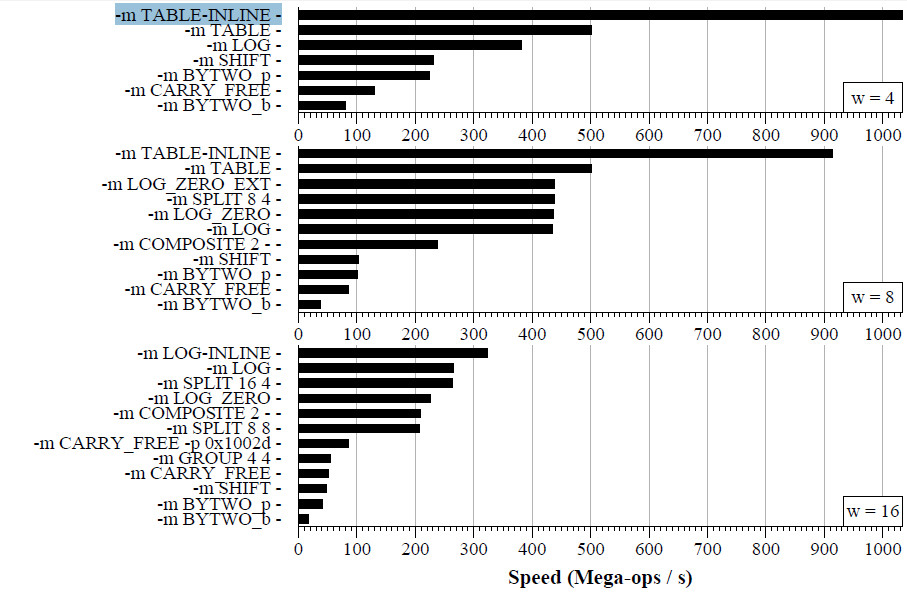 -m TABLE-INLINE -
-m TABLE -
-m LOG -
-m SHIFT -
-m BYTWO_p -
-m CARRY_FREE -
-m BYTWO_b -
w = 4
0 100 200 300 400 500 600 700 800 900 1000
-m TABLE-INLINE -
-m TABLE -
-m LOG_ZERO_EXT -
-m SPLIT 8 4 -
-m LOG_ZERO -
-m LOG -
-m COMPOSITE 2 - -
-m SHIFT -
-m BYTWO_p -
-m CARRY_FREE -
-m BYTWO_b -
w = 8
0 100 200 300 400 500 600 700 800 900 1000
-m LOG-INLINE -
-m LOG -
-m SPLIT 16 4 -
-m LOG_ZERO -
-m COMPOSITE 2 - -
-m SPLIT 8 8 -
-m CARRY_FREE -p 0x1002d -
-m GROUP 4 4 -
-m CARRY_FREE -
-m SHIFT -
-m BYTWO_p -
-m BYTWO_b -
w = 16
0 100 200 300 400 500 600 700 800 900 1000
Speed (Mega-ops / s)